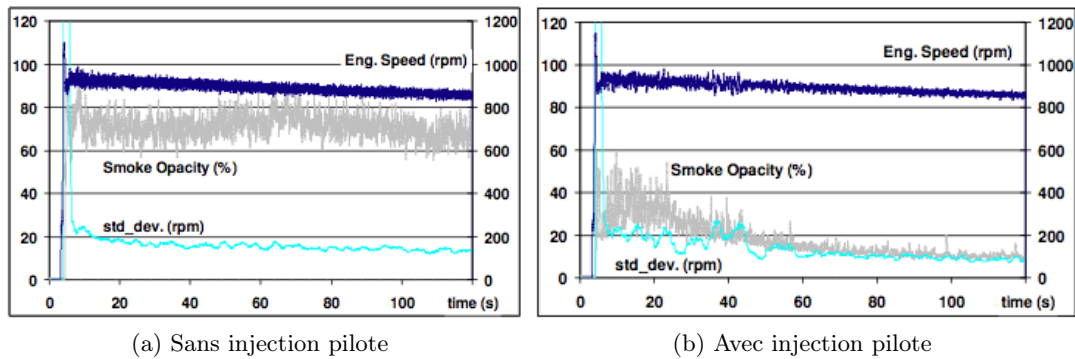 120
100
80
60
40
20
0
1200
1000
800
600
400
200
0
Eng. Speed (rpm)
Smoke Opacity (%)
std_dev. (rpm)
0 20 40 60 80 100 time (s)
(a) Sans injection pilote
120
100
80
60
40
20
0
1200
1000
800
600
400
200
0
Eng. Speed (rpm)
Smoke Opacity (%)
std_dev. (rpm)
0 20 40 60 80 100 time (s)
(b) Avec injection pilote